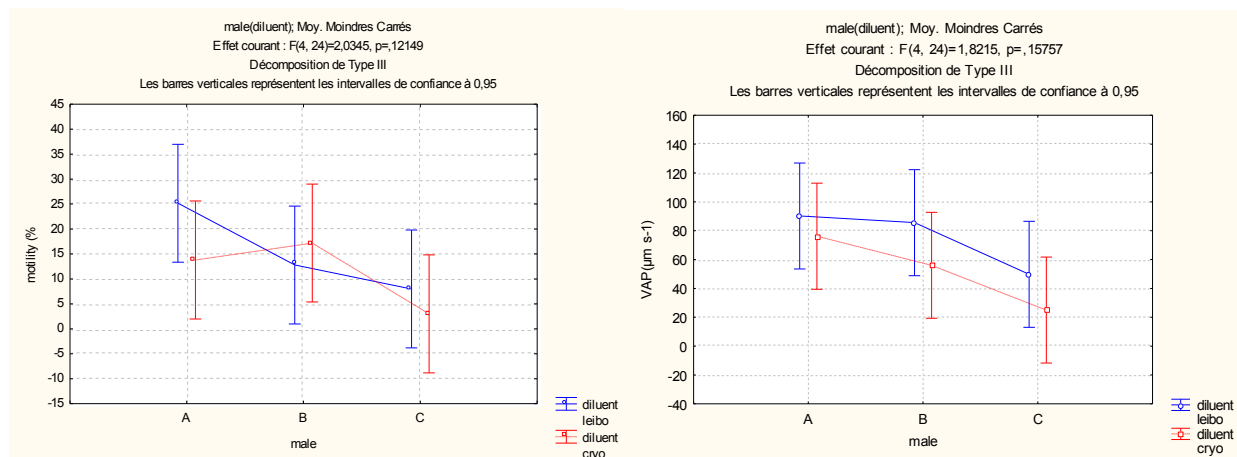 male(diluent); Moy. Moindres Carrés
Effet courant : F(4, 24)=2,0345, p=,12149
Décomposition de Type III
Les barres verticales représentent les intervalles de confiance à 0,95
45
40
35
30
25
20
15
10
5
0
-5
-10
-15
motility (%
A B C
male
diluent
leibo
diluent
cryo
male(diluent); Moy. Moindres Carrés
Effet courant : F(4, 24)=1,8215, p=,15757
Décomposition de Type III
Les barres verticales représentent les intervalles de confiance à 0,95
160
140
120
100
80
60
40
20
0
-20
-40
VAP(µm s-1)
A B C
male
diluent
leibo
diluent
cryo